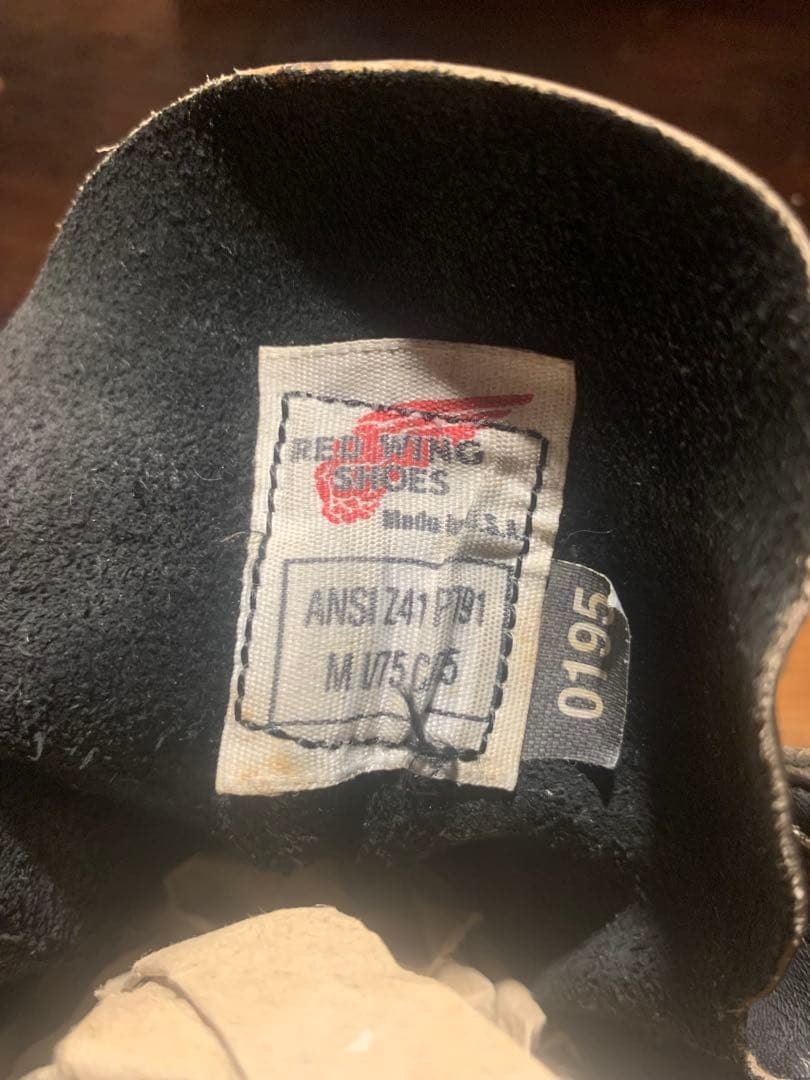 RED WING
SHOES
Made in U.S.A.
ANSI Z41 PT91
M I/75 C/75
0195